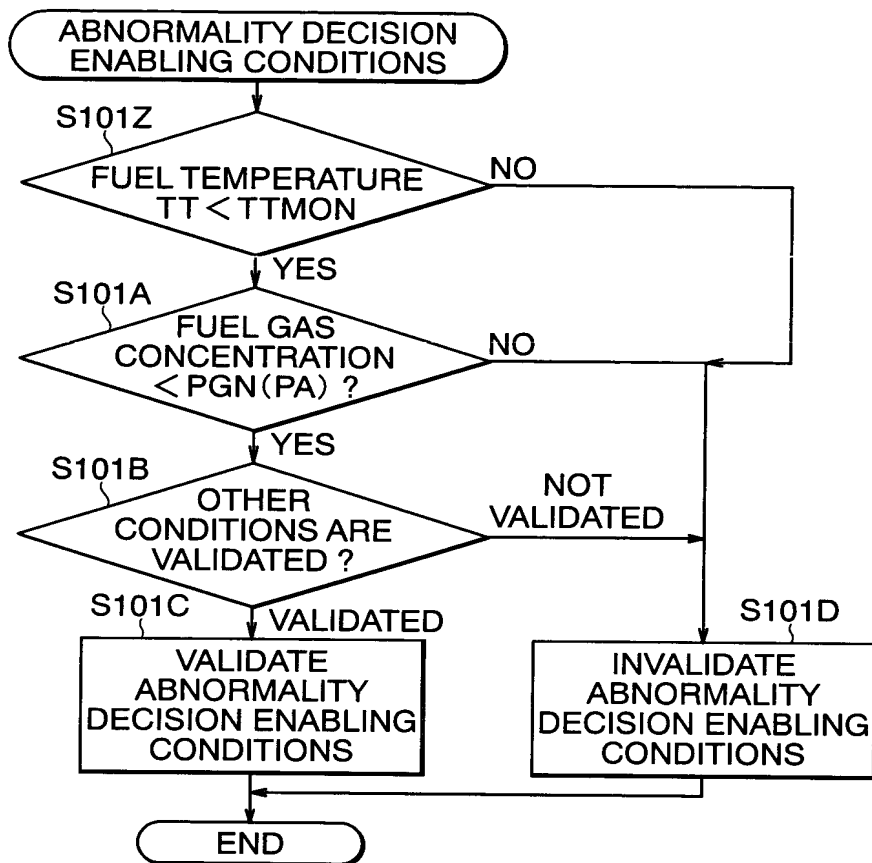 ABNORMALITY DECISION
ENABLING CONDITIONS
S101Z
FUEL TEMPERATURE
TT < TTMON
NO
YES
S101A
FUEL GAS
CONCENTRATION
< PGN (PA) ?
NO
YES
S101B
OTHER
CONDITIONS ARE
VALIDATED ?
NOT
VALIDATED
S101C
VALIDATED
S101D
VALIDATE
ABNORMALITY
DECISION ENABLING
CONDITIONS
INVALIDATE
ABNORMALITY
DECISION ENABLING
CONDITIONS
END